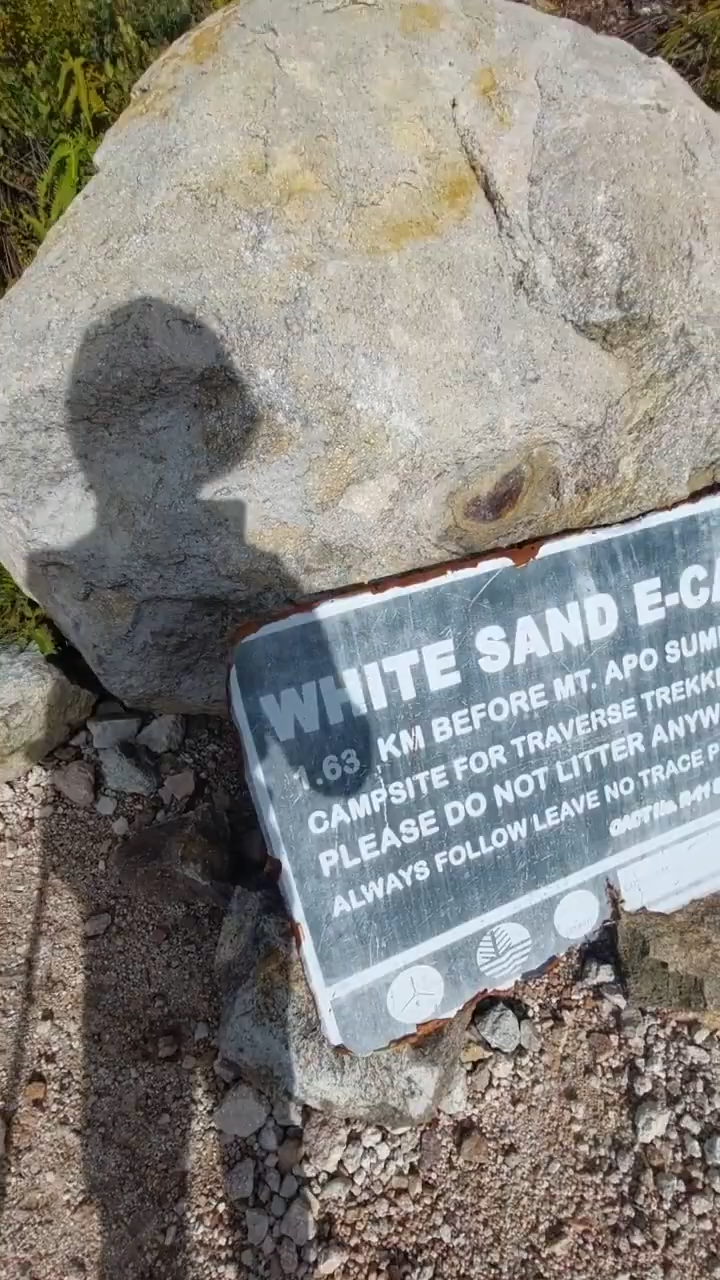 WHITE SAND E-CA
1.63 KM BEFORE MT. APO SUM
CAMPSITE FOR TRAVERSE TREKK
PLEASE DO NOT LITTER ANYW
ALWAYS FOLLOW LEAVE NO TRACE P